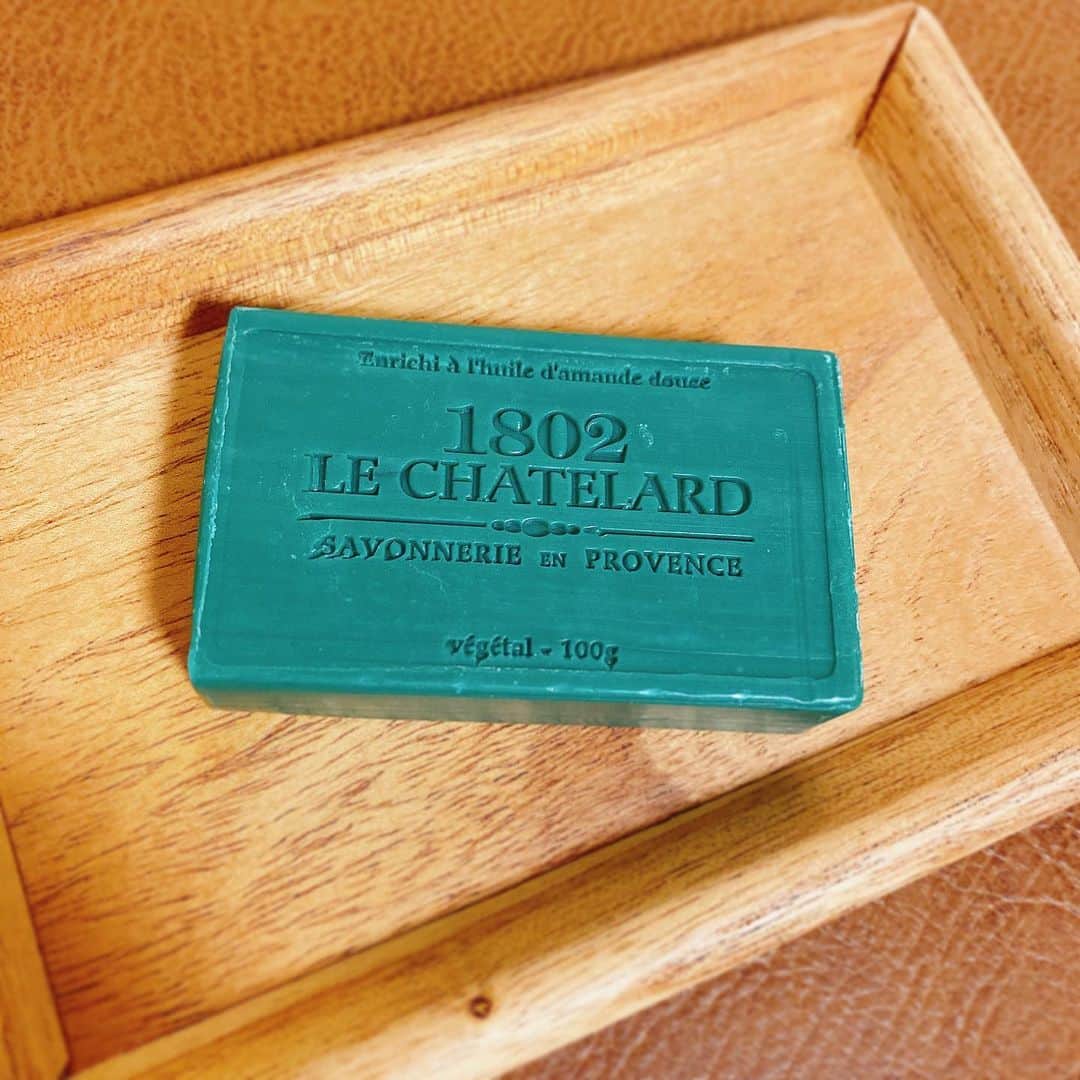 Enrichi à l'huile d'amande douce
1802
LE CHATELARD
SAVONNERIE EN PROVENCE
végétal - 100g